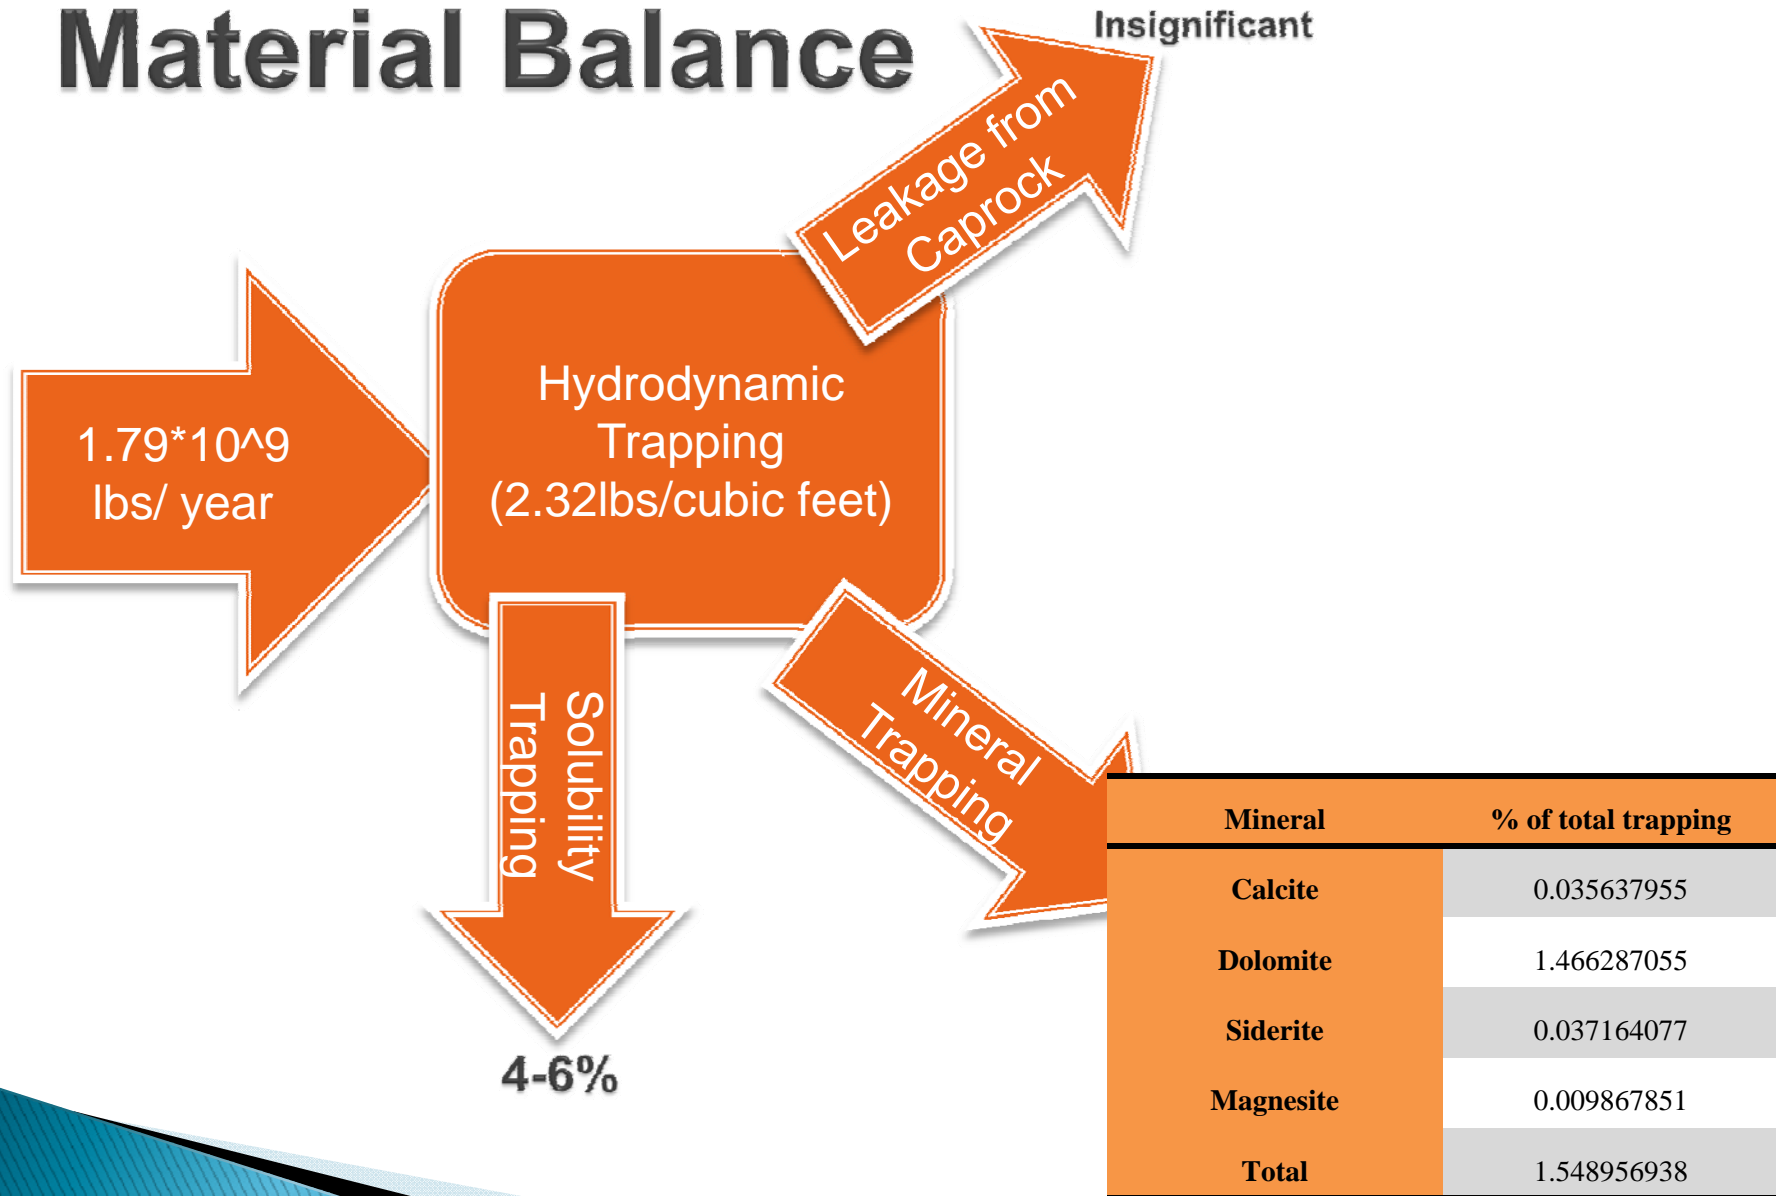 Material Balance
Insignificant
Leakage from
Caprock
1.79*10^9
lbs/ year
Hydrodynamic
Trapping
(2.32lbs/cubic feet)
Solubility
Trapping
Mineral
Trapping
4-6%
Mineral % of total trapping
Calcite 0.035637955
Dolomite 1.466287055
Siderite 0.037164077
Magnesite 0.009867851
Total 1.548956938